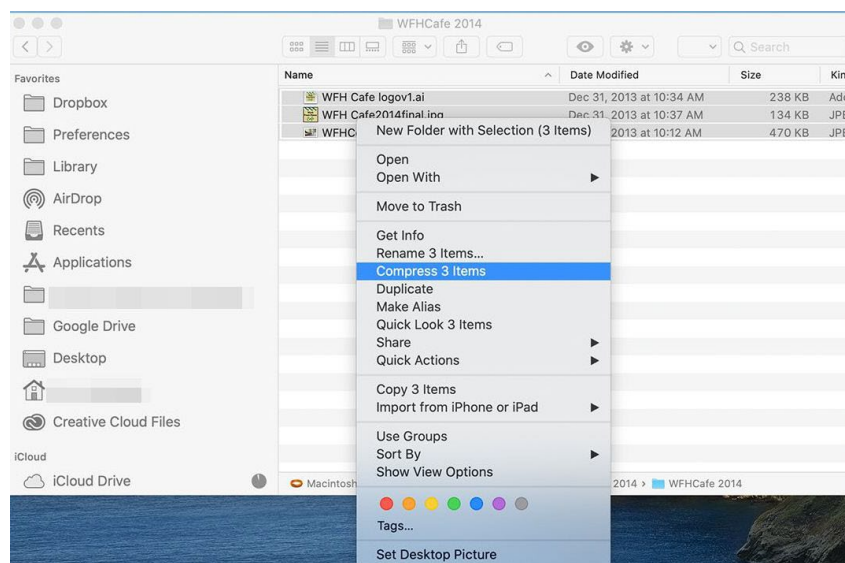 WFHCafe 2014
Search
Favorites
Dropbox
Preferences
Library
AirDrop
Recents
Applications
Google Drive
Desktop
Creative Cloud Files
iCloud
iCloud Drive
Name Date Modified Size
WFH Cafe logov1.ai Dec 31, 2013 at 10:34 AM 238 KB
WFH Cafe2014final.jpg Dec 31, 2013 at 10:37 AM 134 KB JPE
WFHC 2013 at 10:12 AM 470 KB JPE
New Folder with Selection (3 Items)
Open
Open With
Move to Trash
Get Info
Rename 3 Items...
Compress 3 Items
Duplicate
Make Alias
Quick Look 3 Items
Share
Quick Actions
Copy 3 Items
Import from iPhone or iPad
Use Groups
Sort By
Show View Options
Tags...
Set Desktop Picture
Macintosh 2014 › WFHCafe 2014